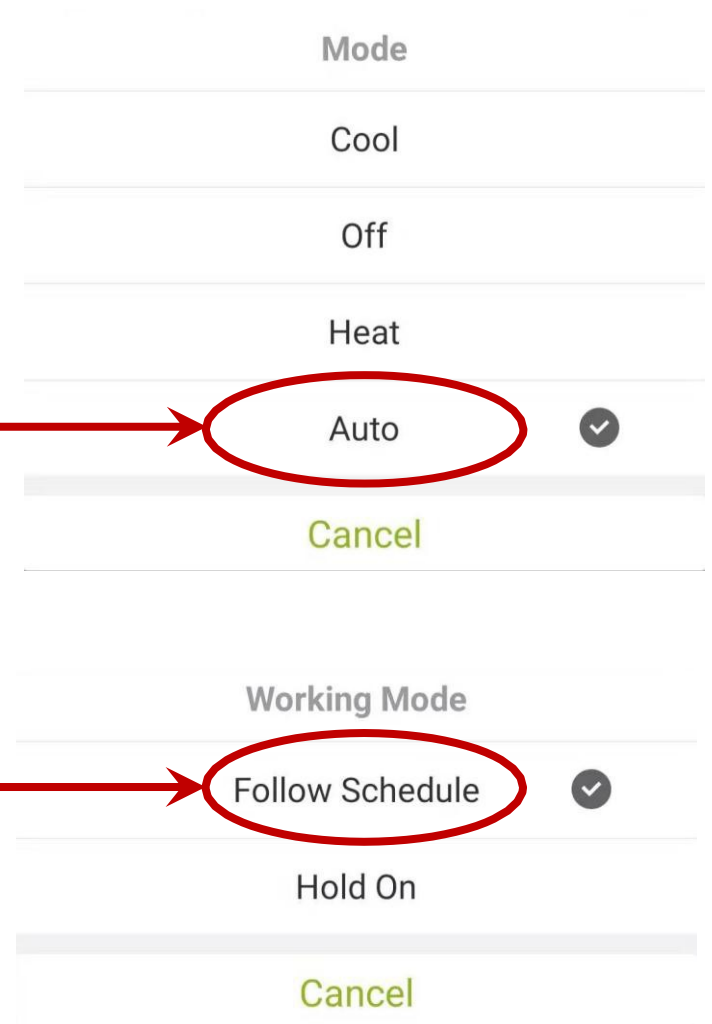 Mode
Cool
Off
Heat
Auto
Cancel
Working Mode
Follow Schedule
Hold On
Cancel